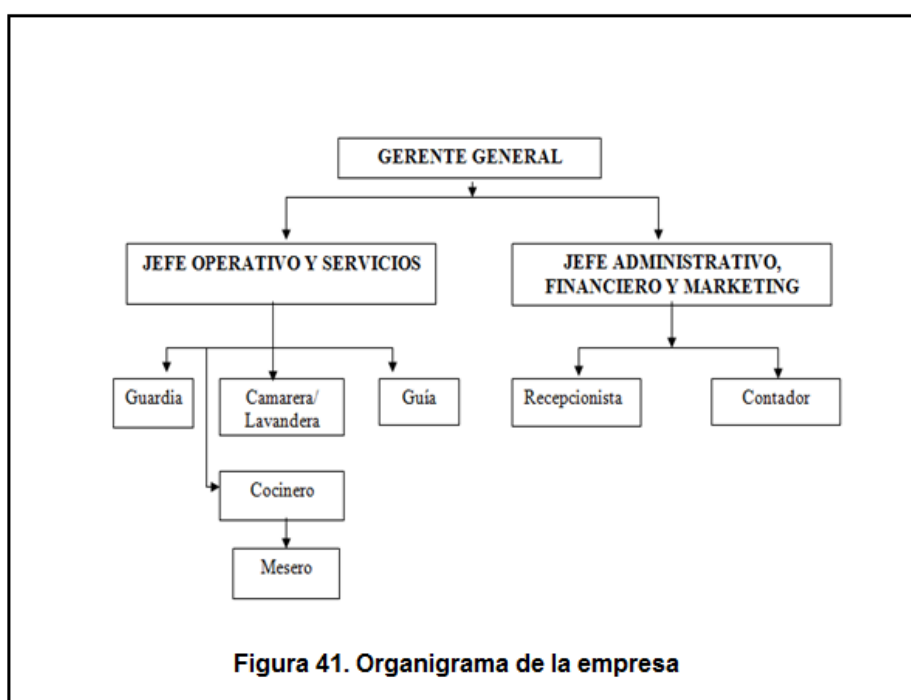 GERENTE GENERAL
JEFE OPERATIVO Y SERVICIOS
JEFE ADMINISTRATIVO,
FINANCIERO Y MARKETING
Guardia
Camarera/
Lavandera
Guía
Recepcionista
Contador
Cocinero
Mesero
Figura 41. Organigrama de la empresa